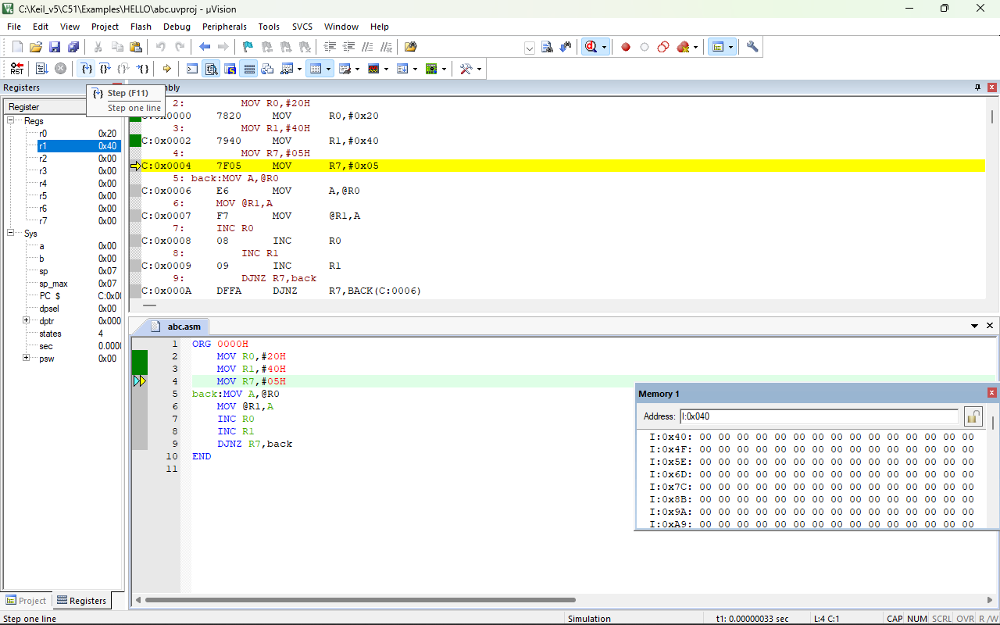 C:\Keil_v5\C51\Examples\HELLO\abc.uvproj - µVision
File Edit View Project Flash Debug Peripherals Tools SVCS Window Help
RST
Registers
Step (F11)
Step one line
Register
Regs
r0 0x20
r1 0x40
r2 0x00
r3 0x00
r4 0x00
r5 0x00
r6 0x00
r7 0x00
Sys
a 0x00
b 0x00
sp 0x07
sp_max 0x07
PC $ C:0x0
dpsel 0x00
dptr 0x000
states 4
sec 0.000
psw 0x00
Project Registers
bly
2: MOV R0,#20H
0000 7820 MOV R0,#0x20
3: MOV R1,#40H
C:0x0002 7940 MOV R1,#0x40
4: MOV R7,#05H
C:0x0004 7F05 MOV R7,#0x05
5: back:MOV A,@R0
C:0x0006 E6 MOV A,@R0
6: MOV @R1,A
C:0x0007 F7 MOV @R1,A
7: INC R0
C:0x0008 08 INC R0
8: INC R1
C:0x0009 09 INC R1
9: DJNZ R7,back
C:0x000A DFFA DJNZ R7,BACK(C:0006)
abc.asm
1 ORG 0000H
2 MOV R0,#20H
3 MOV R1,#40H
4 MOV R7,#05H
5 back:MOV A,@R0
6 MOV @R1,A
7 INC R0
8 INC R1
9 DJNZ R7,back
10 END
11
Memory 1
Address: I:0x040
I:0x40: 00 00 00 00 00 00 00 00 00 00 00 00 00 00 00
I:0x4F: 00 00 00 00 00 00 00 00 00 00 00 00 00 00 00
I:0x5E: 00 00 00 00 00 00 00 00 00 00 00 00 00 00 00
I:0x6D: 00 00 00 00 00 00 00 00 00 00 00 00 00 00 00
I:0x7C: 00 00 00 00 00 00 00 00 00 00 00 00 00 00 00
I:0x8B: 00 00 00 00 00 00 00 00 00 00 00 00 00 00 00
I:0x9A: 00 00 00 00 00 00 00 00 00 00 00 00 00 00 00
I:0xA9: 00 00 00 00 00 00 00 00 00 00 00 00 00 00 00
Step one line Simulation t1: 0.00000033 sec L:4 C:1 CAP NUM SCRL OVR R /W